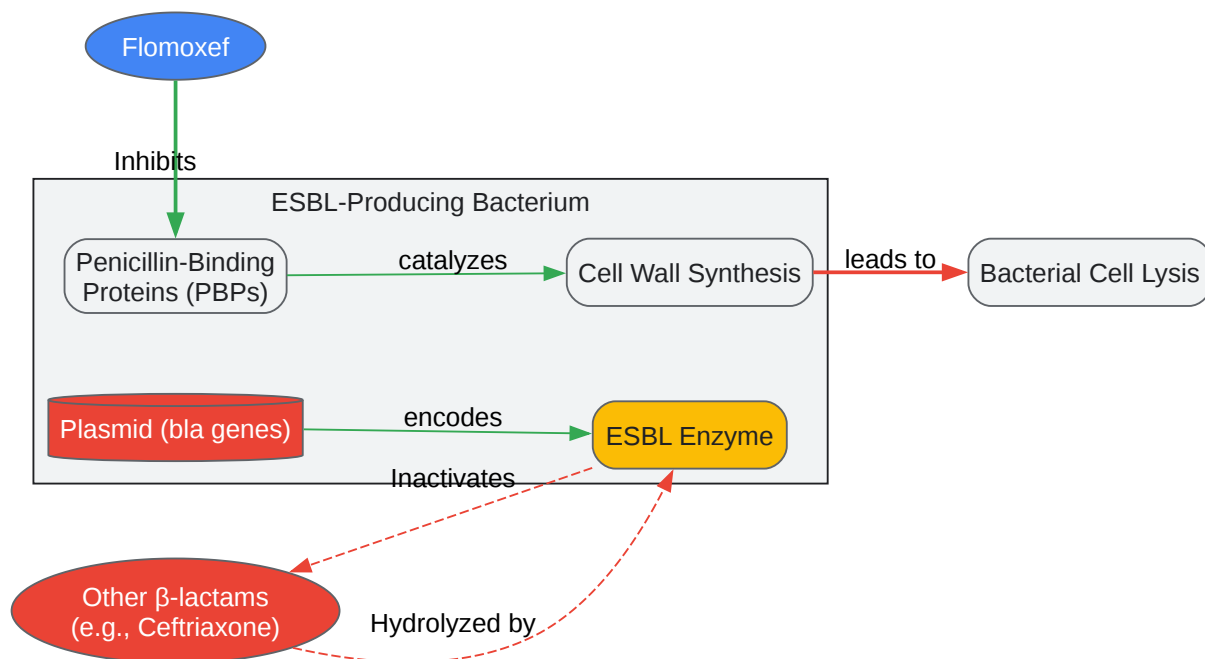 Flomoxef
Inhibits
ESBL-Producing Bacterium
Penicillin-Binding
Proteins (PBPs)
catalyzes
Cell Wall Synthesis
leads to
Bacterial Cell Lysis
Plasmid (bla genes)
encodes
ESBL Enzyme
Inactivates
Other β-lactams
(e.g., Ceftriaxone)
Hydrolyzed by